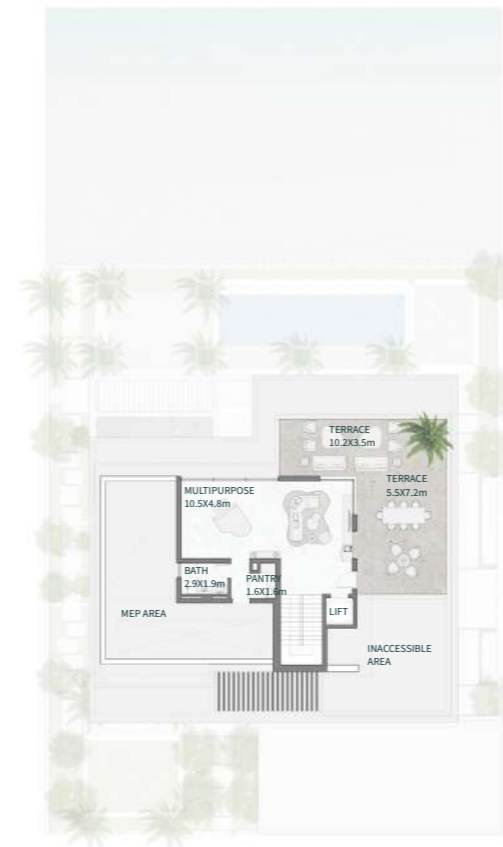 TERRACE
10.2X3.5m
TERRACE
5.5X7.2m
MULTIPURPOSE
10.5X4.8m
BATH
2.9X1.9m
PANTRY
1.6X1.6m
MEP AREA
LIFT
INACCESSIBLE
AREA